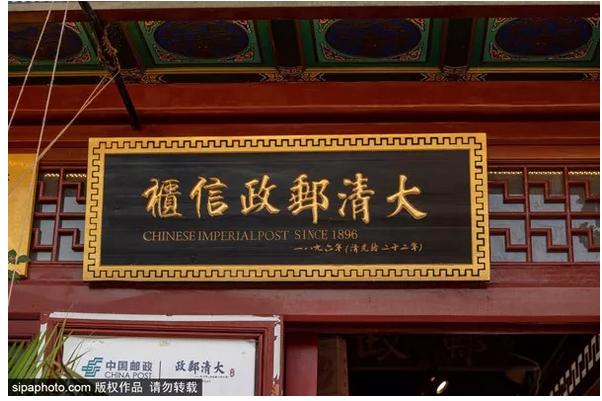 大清郵政信櫃
CHINESE IMPERIAL POST SINCE 1896
一八九六年(清光緒二十二年)
中国邮政
CHINA POST
大清郵政
sipaphoto.com 版权作品 请勿转载